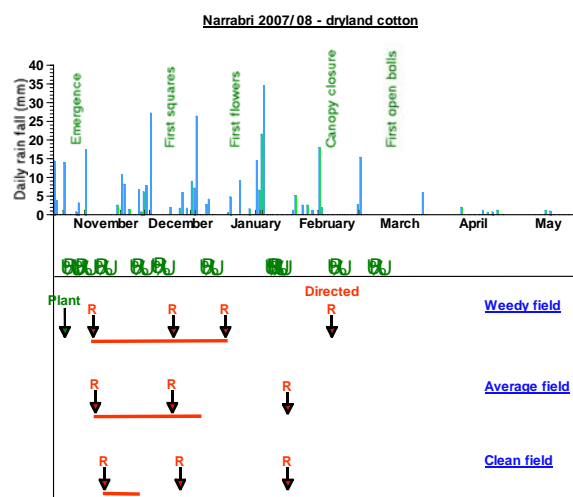 Narrabri 2007/08 - dryland cotton
Daily rain fall (mm)
40
35
30
25
20
15
10
5
0
Emergence
First squares
First flowers
Canopy closure
First open bolls
November December January February March April May
Plant
Directed
R R R R
Weedy field
R R R
Average field
R R R
Clean field